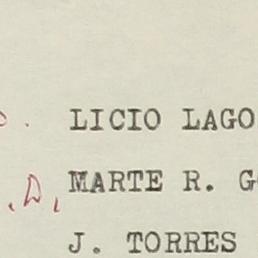 LICIO LAGO
MARTE R. G
J. TORRES